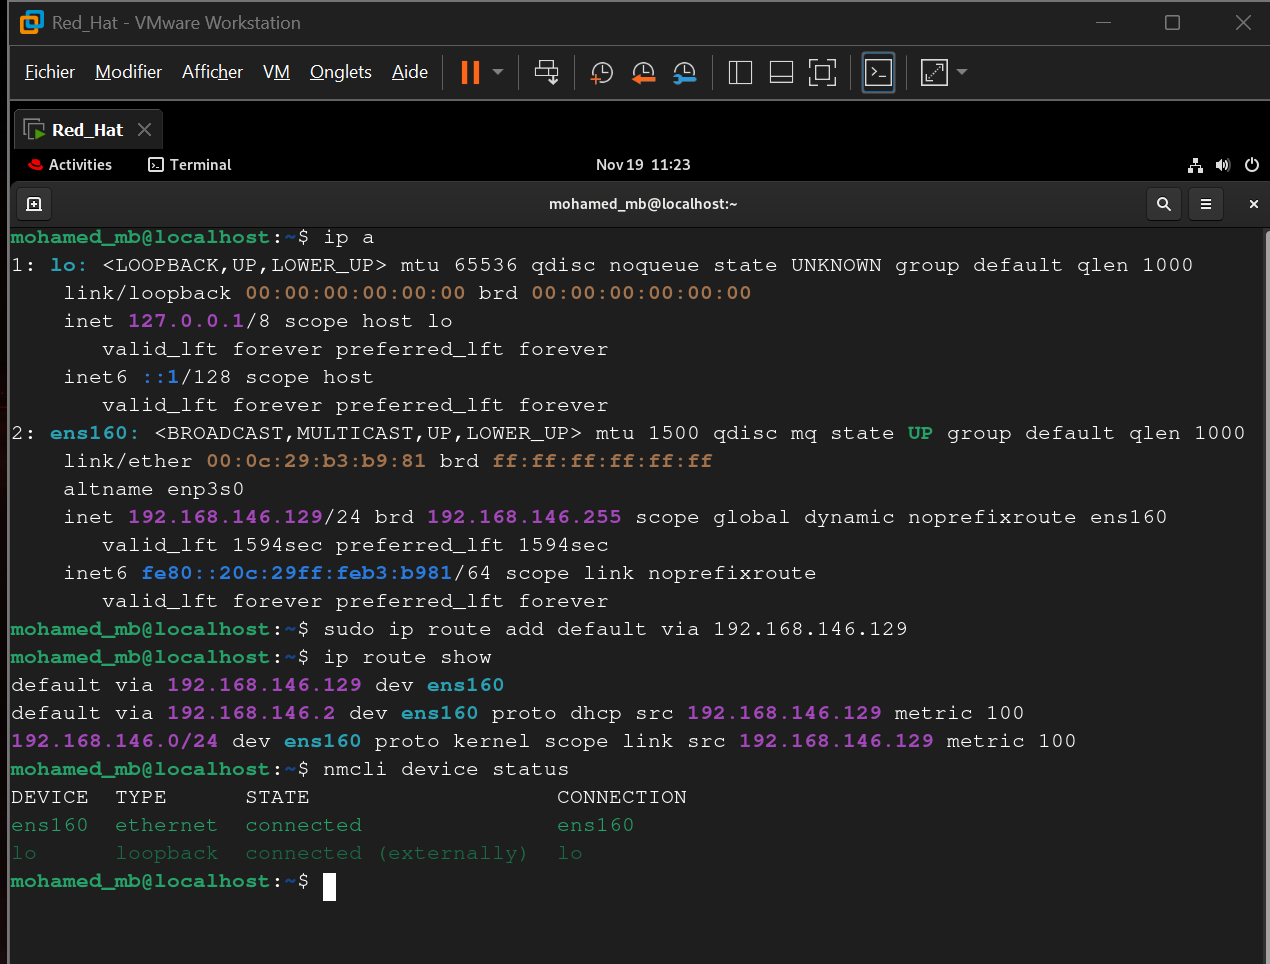 Red_Hat - VMware Workstation
Fichier Modifier Afficher VM Onglets Aide
Red_Hat
Activities Terminal Nov 19 11:23
mohamed_mb@localhost:~
mohamed_mb@localhost:~$ ip a
1: lo: <LOOPBACK,UP,LOWER_UP> mtu 65536 qdisc noqueue state UNKNOWN group default qlen 1000
    link/loopback 00:00:00:00:00:00 brd 00:00:00:00:00:00
    inet 127.0.0.1/8 scope host lo
       valid_lft forever preferred_lft forever
    inet6 ::1/128 scope host
       valid_lft forever preferred_lft forever
2: ens160: <BROADCAST,MULTICAST,UP,LOWER_UP> mtu 1500 qdisc mq state UP group default qlen 1000
    link/ether 00:0c:29:b3:b9:81 brd ff:ff:ff:ff:ff:ff
    altname enp3s0
    inet 192.168.146.129/24 brd 192.168.146.255 scope global dynamic noprefixroute ens160
       valid_lft 1594sec preferred_lft 1594sec
    inet6 fe80::20c:29ff:feb3:b981/64 scope link noprefixroute
       valid_lft forever preferred_lft forever
mohamed_mb@localhost:~$ sudo ip route add default via 192.168.146.129
mohamed_mb@localhost:~$ ip route show
default via 192.168.146.129 dev ens160
default via 192.168.146.2 dev ens160 proto dhcp src 192.168.146.129 metric 100
192.168.146.0/24 dev ens160 proto kernel scope link src 192.168.146.129 metric 100
mohamed_mb@localhost:~$ nmcli device status
DEVICE  TYPE      STATE                   CONNECTION
ens160  ethernet  connected               ens160
lo      loopback  connected (externally)  lo
mohamed_mb@localhost:~$